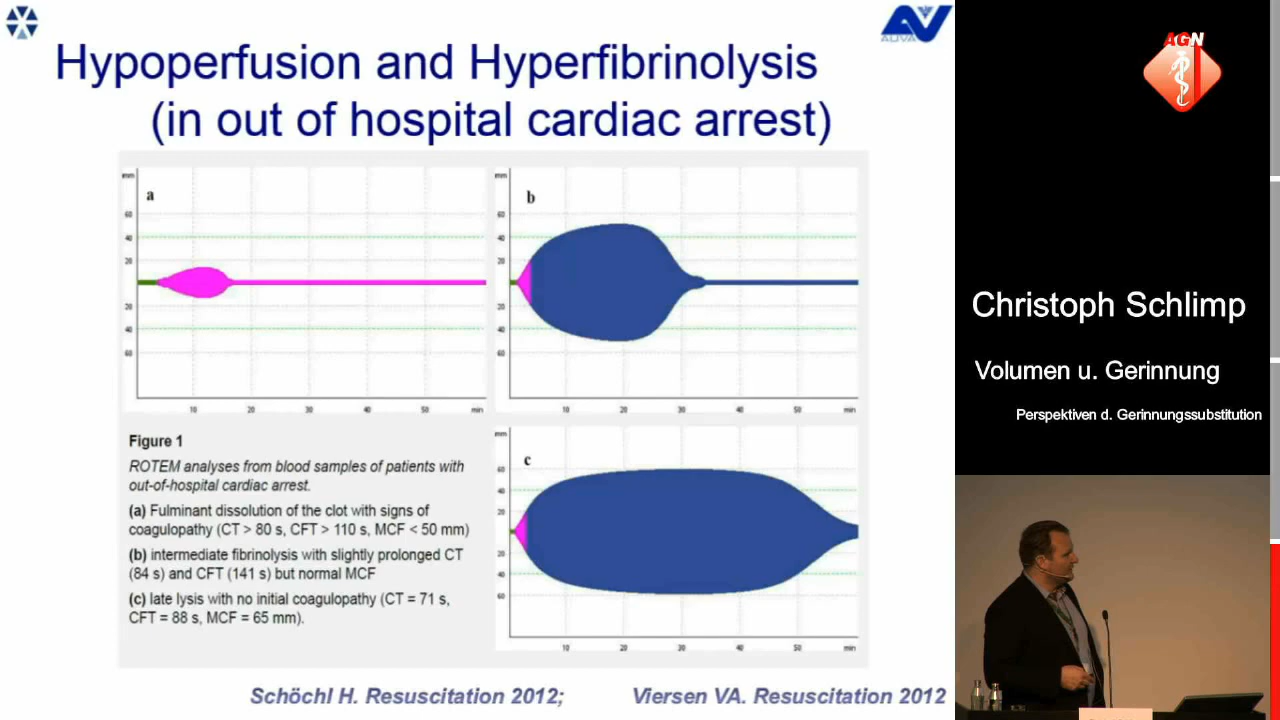 AUVA
Hypoperfusion and Hyperfibrinolysis
(in out of hospital cardiac arrest)
mm
a
60
40
20
20
40
60
10
20
30
40
50
min
mm
b
60
40
20
20
40
60
10
20
30
40
50
min
Figure 1
ROTEM analyses from blood samples of patients with
out-of-hospital cardiac arrest.
(a) Fulminant dissolution of the clot with signs of
coagulopathy (CT > 80 s, CFT > 110 s, MCF < 50 mm)
(b) intermediate fibrinolysis with slightly prolonged CT
(84 s) and CFT (141 s) but normal MCF
(c) late lysis with no initial coagulopathy (CT = 71 s,
CFT = 88 s, MCF = 65 mm).
mm
c
60
40
20
20
40
60
10
20
30
40
50
min
Schöchl H. Resuscitation 2012; Viersen VA. Resuscitation 2012
AGN
Christoph Schlimp
Volumen u. Gerinnung
Perspektiven d. Gerinnungssubstitution